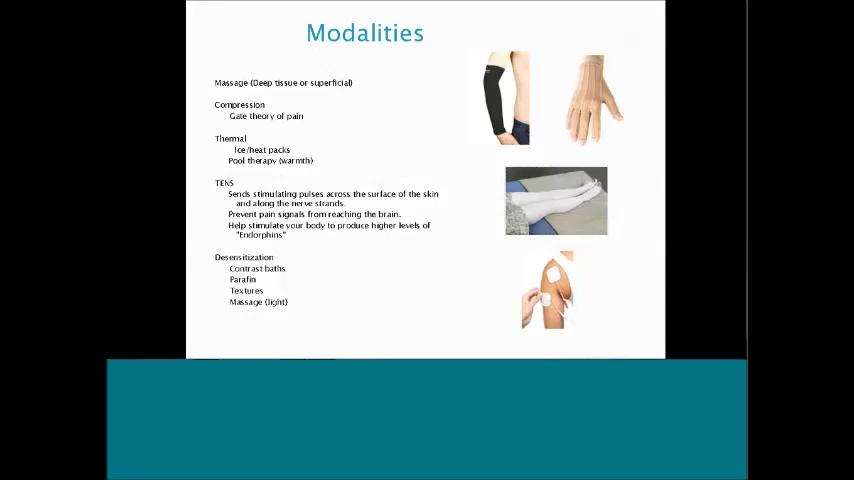 Modalities
Massage (Deep tissue or superficial)
Compression
Gate theory of pain
Thermal
Ice/heat packs
Pool therapy (warmth)
TENS
Sends stimulating pulses across the surface of the skin
and along the nerve strands.
Prevent pain signals from reaching the brain.
Help stimulate your body to produce higher levels of
"Endorphins"
Desensitization
Contrast baths
Parafin
Textures
Massage (light)